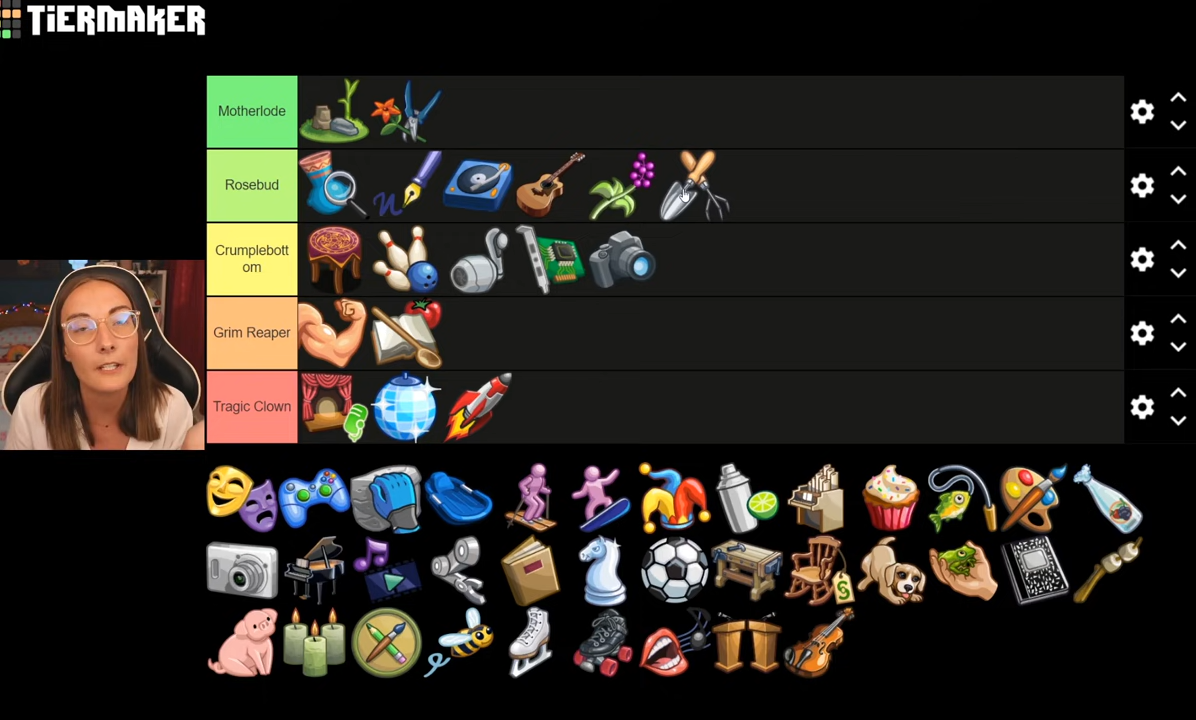 TiERMAKER
Motherlode
Rosebud
Crumplebott
om
Grim Reaper
Tragic Clown